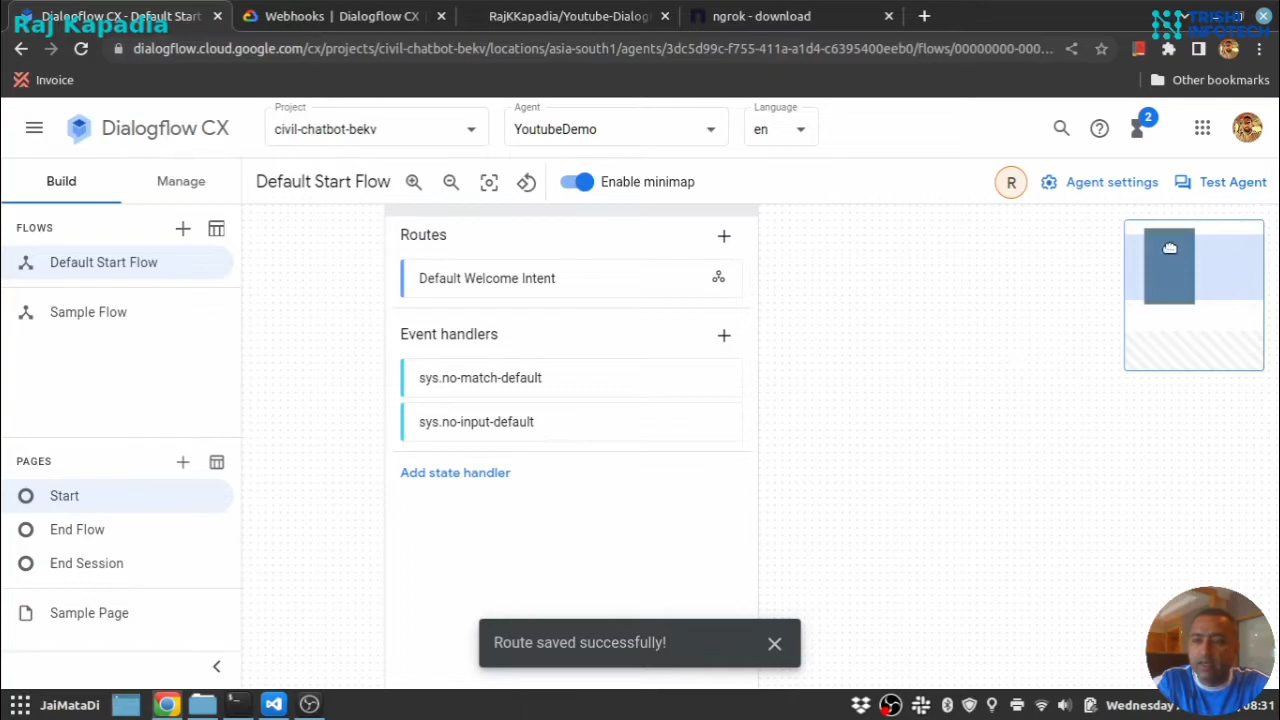 Dialogflow CX - Default Start
Webhooks | Dialogflow CX
RajKKapadia/Youtube-Dialog
ngrok - download
Raj Kapadia
TRISHI
INFOTECH
dialogflow.cloud.google.com/cx/projects/civil-chatbot-bekv/locations/asia-south1/agents/3dc5d99c-f755-411a-a1d4-c6395400eeb0/flows/00000000-000...
Invoice
Other bookmarks
Dialogflow CX
Project
civil-chatbot-bekv
Agent
YoutubeDemo
Language
en
2
Build
Manage
Default Start Flow
Enable minimap
R
Agent settings
Test Agent
FLOWS
Default Start Flow
Sample Flow
PAGES
Start
End Flow
End Session
Sample Page
Routes
Default Welcome Intent
Event handlers
sys.no-match-default
sys.no-input-default
Add state handler
Route saved successfully!
JaiMataDi
Wednesday
08:31